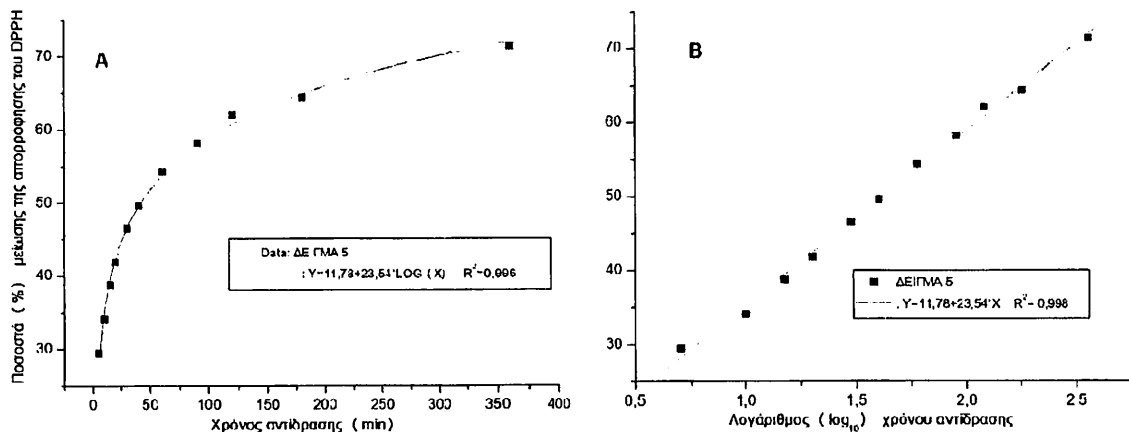 Ποσοστά (%) μείωσης της απορρόφησης του DPPH
A
70
60
50
40
30
Data: ΔΕΙΓΜΑ 5
: Y=11,78+23,54*LOG (X) R²=0,996
0 50 100 150 200 250 300 350 400
Χρόνος αντίδρασης (min)
B
70
60
50
40
30
ΔΕΙΓΜΑ 5
Y=11,78+23,54*X R²=0,998
0,5 1,0 1,5 2,0 2,5
Λογάριθμος (log₁₀) χρόνου αντίδρασης